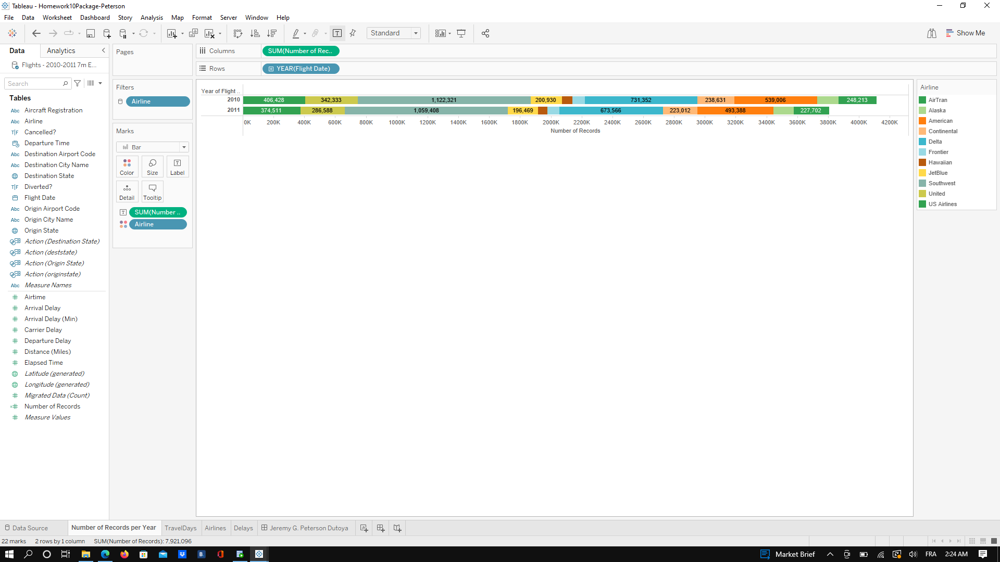 Tableau - Homework10Package-Peterson
File Data Worksheet Dashboard Story Analysis Map Format Server Window Help
Standard
Show Me
Data Analytics
Flights - 2010-2011 7m E...
Search
Tables
Abc Aircraft Registration
Abc Airline
T|F Cancelled?
Departure Time
Abc Destination Airport Code
Abc Destination City Name
Destination State
T|F Diverted?
Flight Date
Abc Origin Airport Code
Abc Origin City Name
Origin State
Action (Destination State)
Action (deststate)
Action (Origin State)
Action (originstate)
Abc Measure Names
# Airtime
# Arrival Delay
# Arrival Delay (Min)
# Carrier Delay
# Departure Delay
# Distance (Miles)
# Elapsed Time
Latitude (generated)
Longitude (generated)
# Migrated Data (Count)
=# Number of Records
# Measure Values
Pages
Filters
Airline
Marks
Bar
Color Size Label
Detail Tooltip
SUM(Number ..
Airline
Columns SUM(Number of Rec..
Rows YEAR(Flight Date)
Year of Flight ..
2010 406,428 342,333 1,122,321 200,930 731,352 238,631 539,006 248,213
2011 374,511 286,588 1,059,408 196,469 673,566 223,012 493,388 227,702
0K 200K 400K 600K 800K 1000K 1200K 1400K 1600K 1800K 2000K 2200K 2400K 2600K 2800K 3000K 3200K 3400K 3600K 3800K 4000K 4200K
Number of Records
Airline
AirTran
Alaska
American
Continental
Delta
Frontier
Hawaiian
JetBlue
Southwest
United
US Airlines
Data Source Number of Records per Year TravelDays Airlines Delays Jeremy G. Peterson Dutoya
22 marks 2 rows by 1 column SUM(Number of Records): 7,921,096
Market Brief FRA 2:24 AM